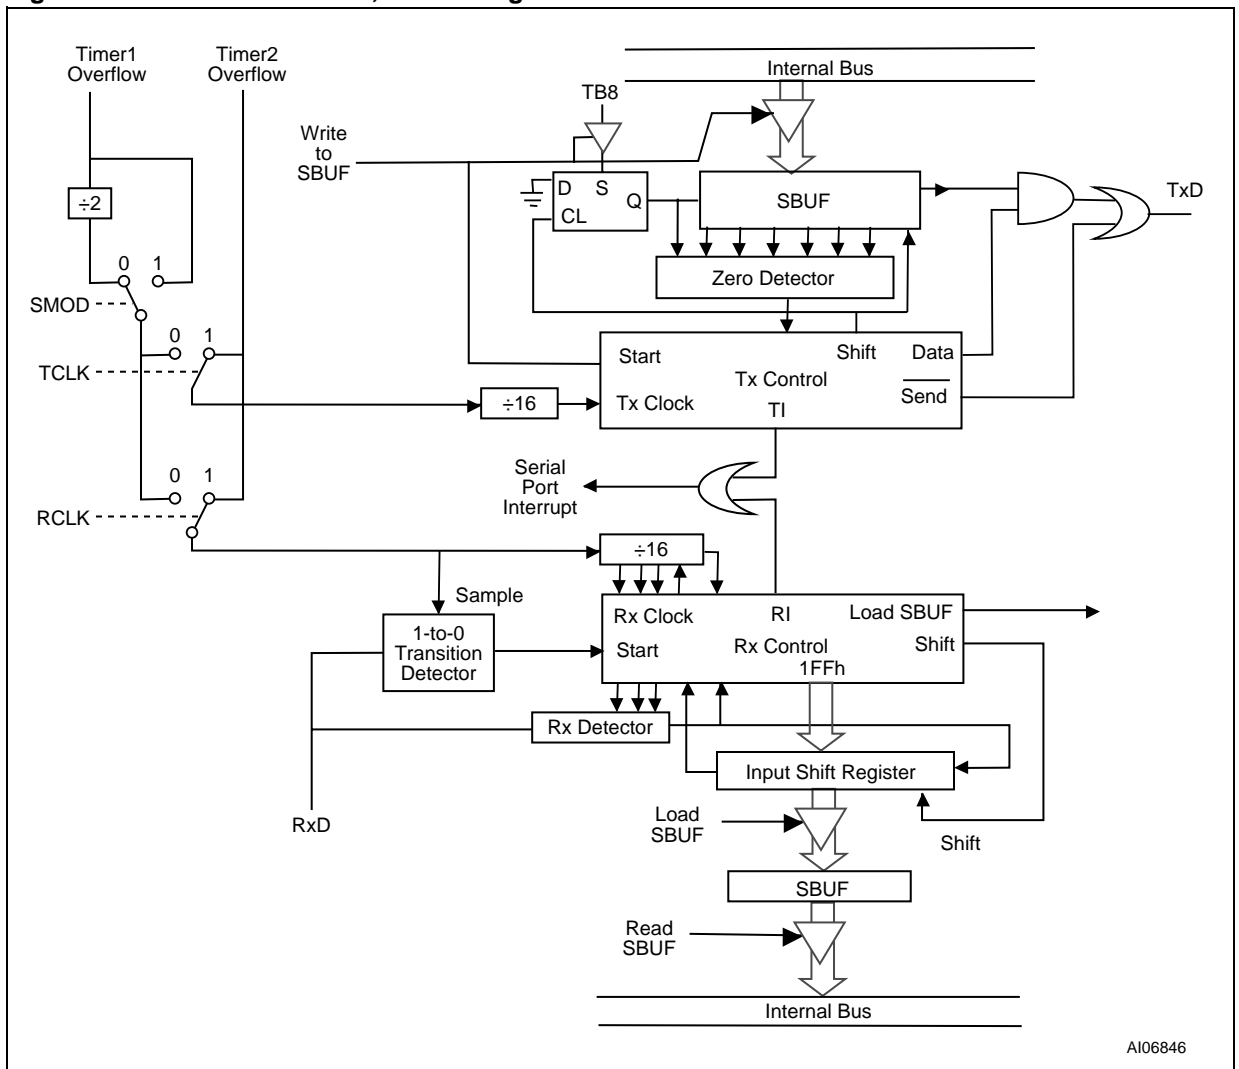 Timer1
Overflow
Timer2
Overflow
Internal Bus
TB8
Write
to
SBUF
÷2
D S
Q
CL
SBUF
TxD
Zero Detector
0 1
SMOD
0 1
TCLK
Start
Shift
Data
Tx Control
÷16
Tx Clock
TI
Send
Serial
Port
Interrupt
0 1
RCLK
÷16
Sample
Rx Clock
RI
Load SBUF
1-to-0
Transition
Detector
Start
Rx Control
Shift
1FFh
Rx Detector
Input Shift Register
RxD
Load
SBUF
Shift
SBUF
Read
SBUF
Internal Bus
AI06846